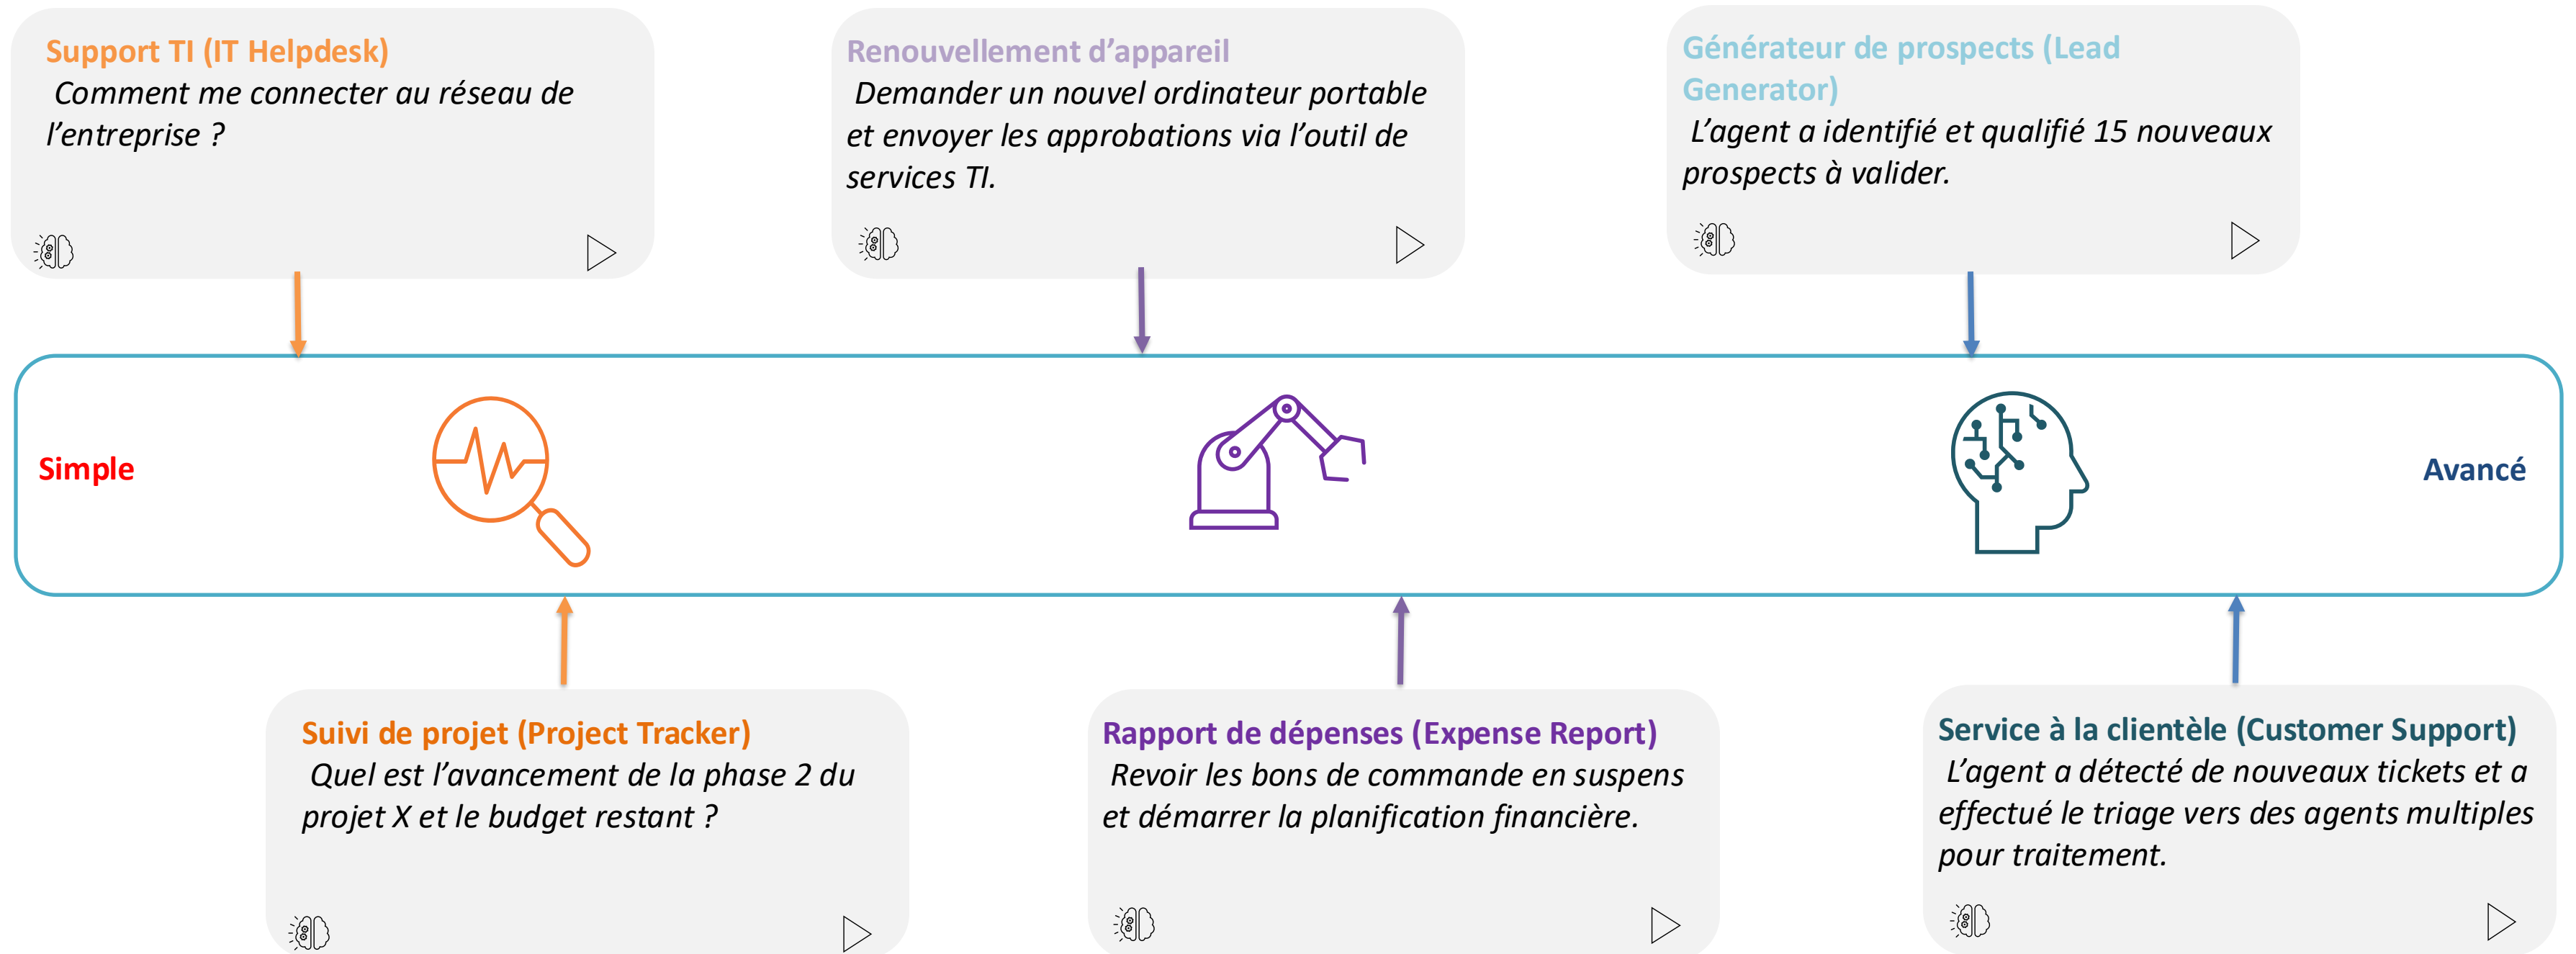 Support TI (IT Helpdesk)
Comment me connecter au réseau de
l’entreprise ?
Renouvellement d’appareil
Demander un nouvel ordinateur portable
et envoyer les approbations via l’outil de
services TI.
Générateur de prospects (Lead
Generator)
L’agent a identifié et qualifié 15 nouveaux
prospects à valider.
Simple
Avancé
Suivi de projet (Project Tracker)
Quel est l’avancement de la phase 2 du
projet X et le budget restant ?
Rapport de dépenses (Expense Report)
Revoir les bons de commande en suspens
et démarrer la planification financière.
Service à la clientèle (Customer Support)
L’agent a détecté de nouveaux tickets et a
effectué le triage vers des agents multiples
pour traitement.